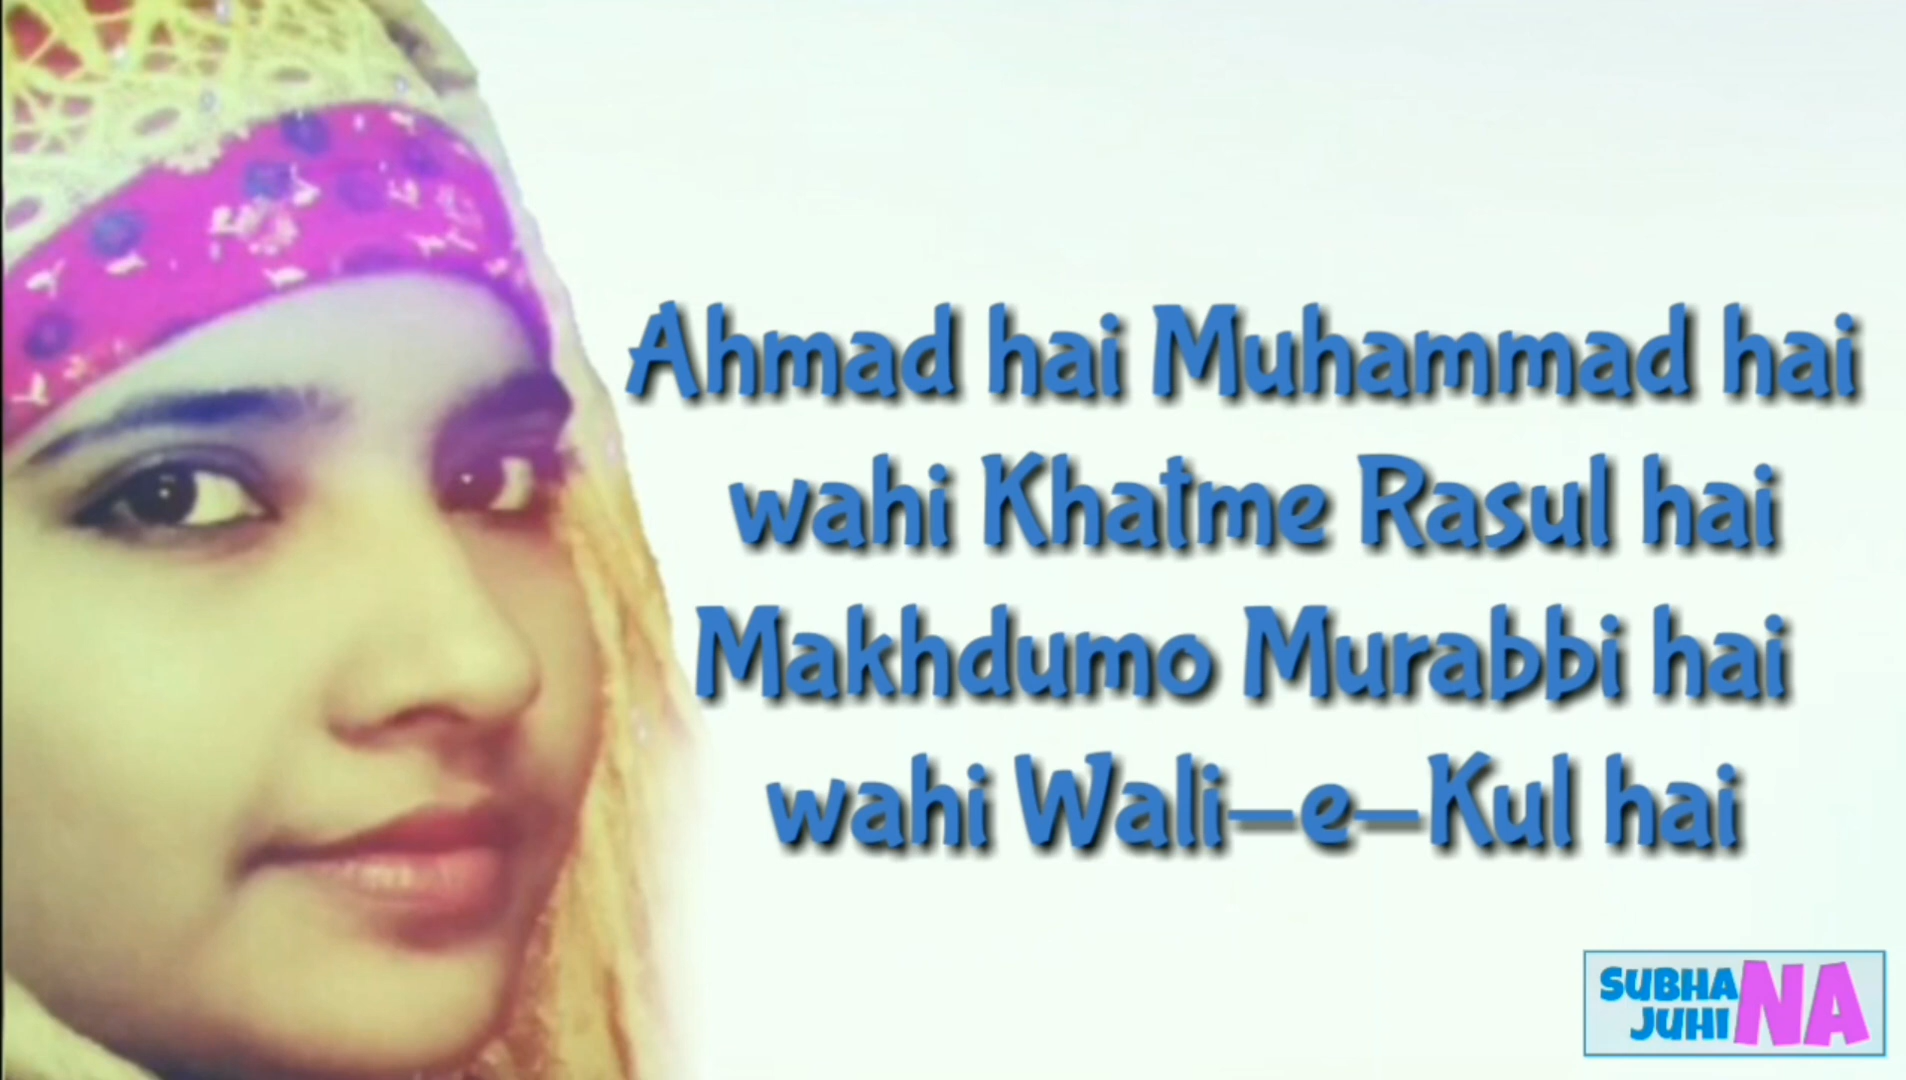 Ahmad hai Muhammad hai
wahi Khatme Rasul hai
Makhdumo Murabbi hai
wahi Wali-e-Kul hai
SUBHA NA
JUHI